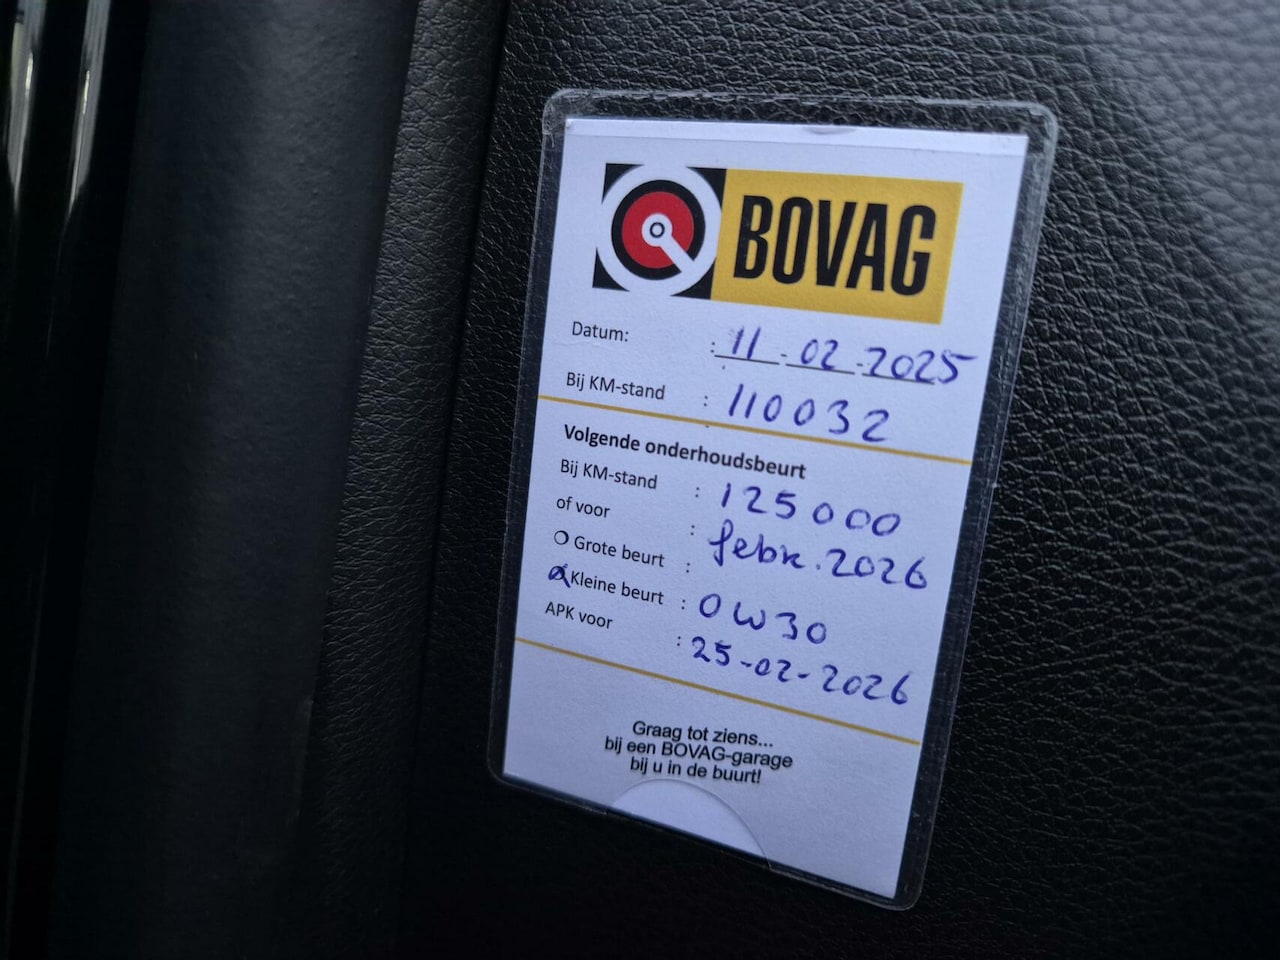 BOVAG
Datum: : 11-02-2025
Bij KM-stand : 110032
Volgende onderhoudsbeurt
Bij KM-stand : 125000
of voor : febr. 2026
Grote beurt :
Kleine beurt : 0W30
APK voor : 25-02-2026
Graag tot ziens...
bij een BOVAG-garage
bij u in de buurt!